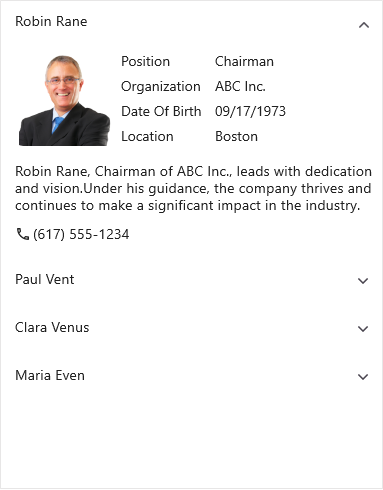 Robin Rane
Position Chairman
Organization ABC Inc.
Date Of Birth 09/17/1973
Location Boston
Robin Rane, Chairman of ABC Inc., leads with dedication
and vision.Under his guidance, the company thrives and
continues to make a significant impact in the industry.
(617) 555-1234
Paul Vent
Clara Venus
Maria Even